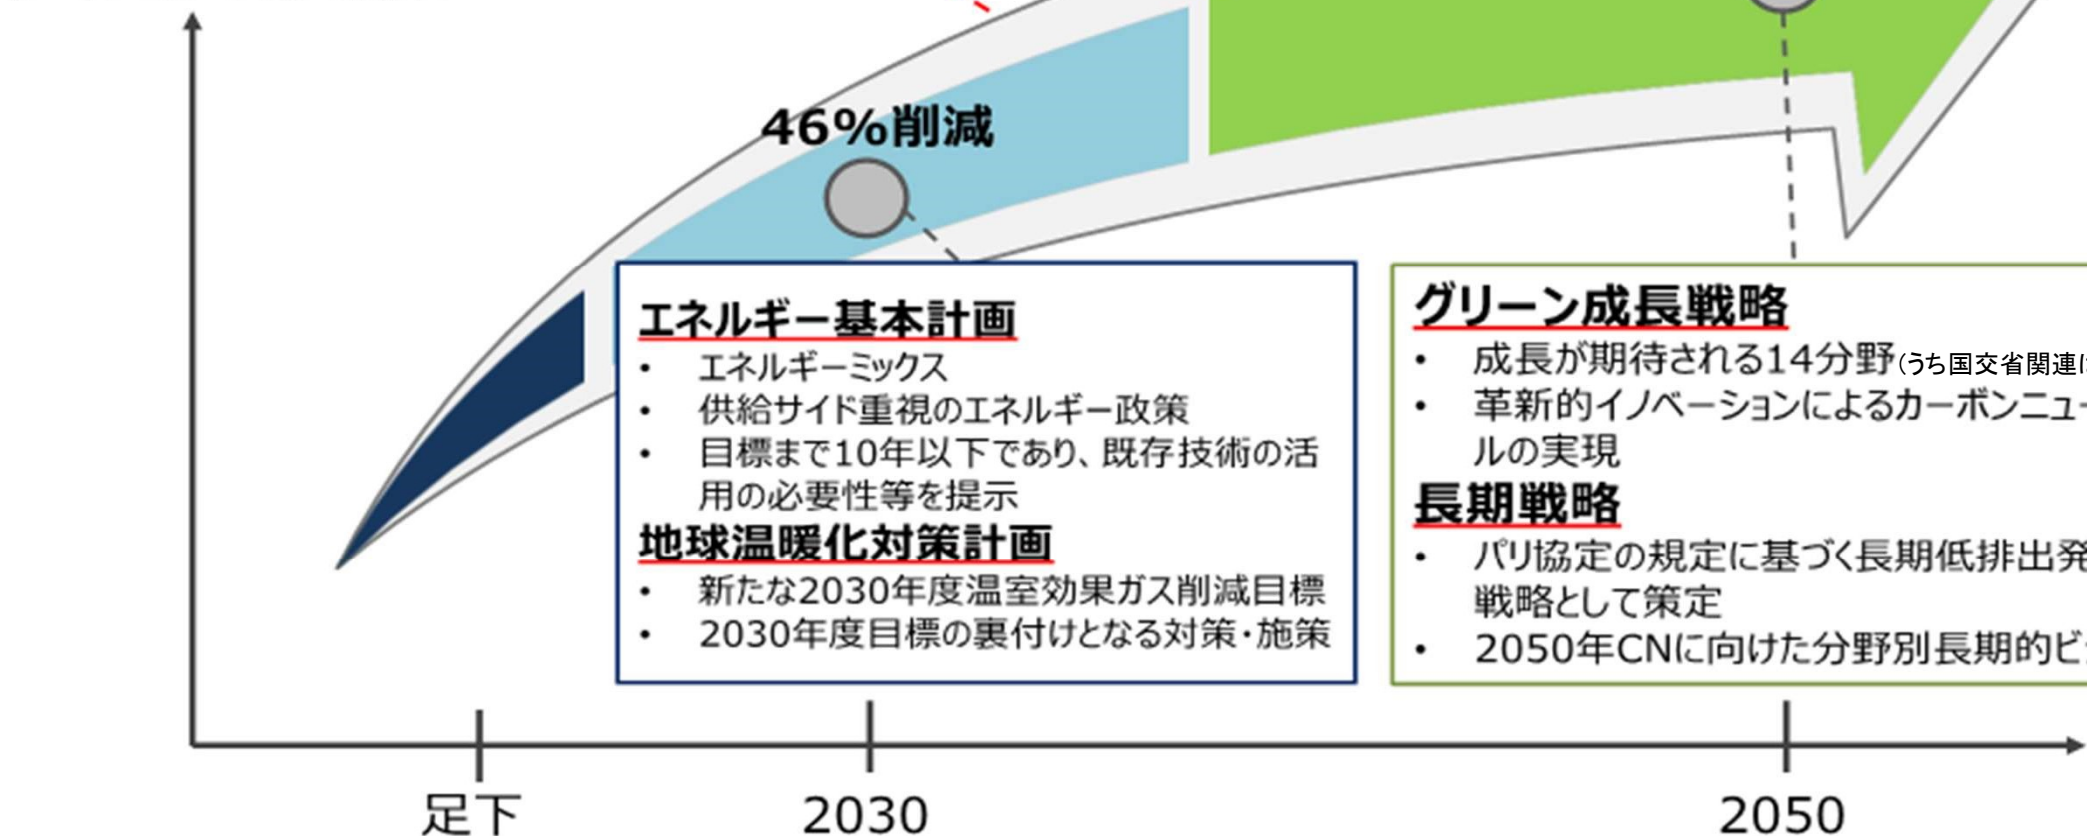 46%削減
エネルギー基本計画
• エネルギーミックス
• 供給サイド重視のエネルギー政策
• 目標まで10年以下であり、既存技術の活
用の必要性等を提示
地球温暖化対策計画
• 新たな2030年度温室効果ガス削減目標
• 2030年度目標の裏付けとなる対策・施策
グリーン成長戦略
• 成長が期待される14分野(うち国交省関連は
• 革新的イノベーションによるカーボンニュー
ルの実現
長期戦略
• パリ協定の規定に基づく長期低排出発
戦略として策定
• 2050年CNに向けた分野別長期的ビ
足下
2030
2050